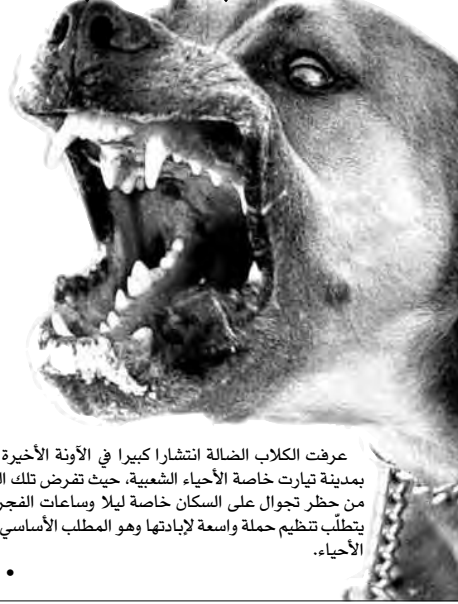 عرفت الكلاب الضالة انتشارا كبيرا في الآونة الأخيرة
بمدينة تيارت خاصة الأحياء الشعبية، حيث تفرض تلك
من حظر تجوال على السكان خاصة ليلا وساعات الفجر
يتطلّب تنظيم حملة واسعة لإبادتها وهو المطلب الأساسي
الأحياء.